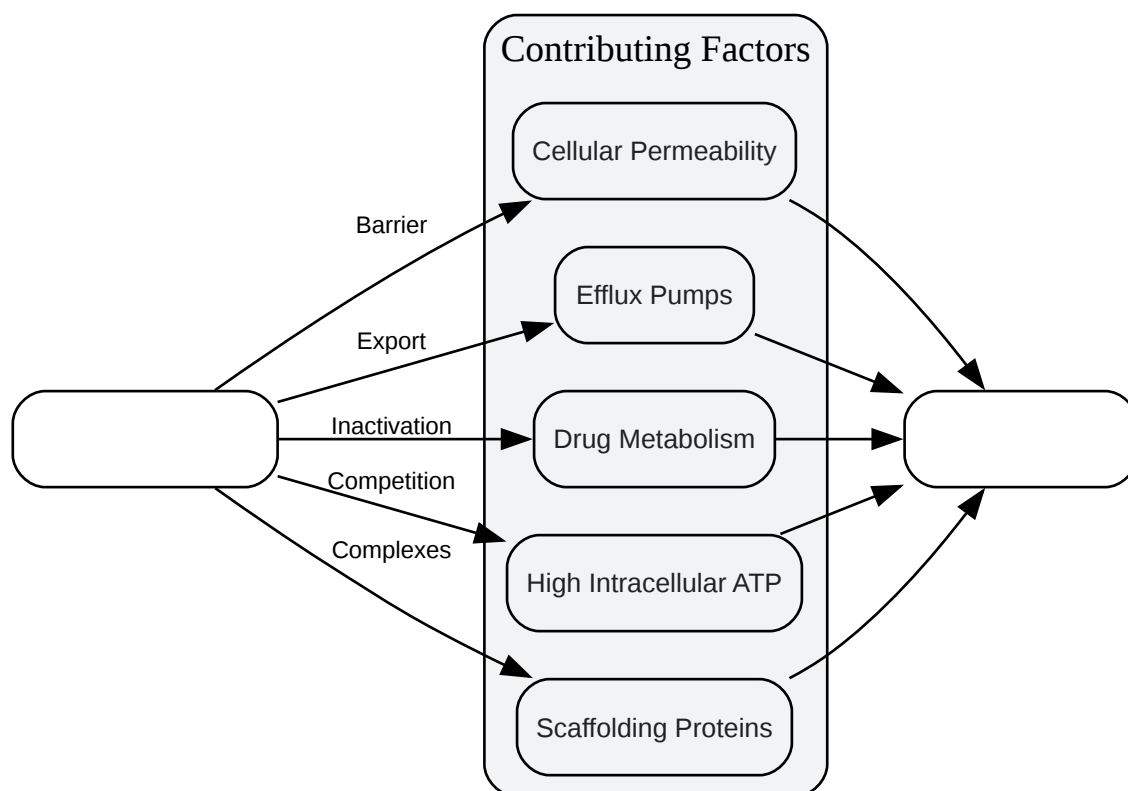 Contributing Factors
Cellular Permeability
Barrier
Efflux Pumps
Export
Inactivation
Drug Metabolism
Competition
Complexes
High Intracellular ATP
Scaffolding Proteins